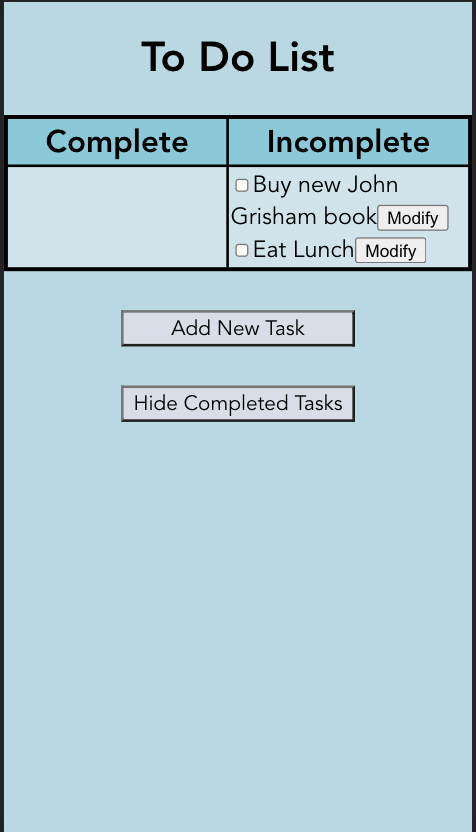 To Do List
Complete Incomplete
Buy new John
Grisham book Modify
Eat Lunch Modify
Add New Task
Hide Completed Tasks